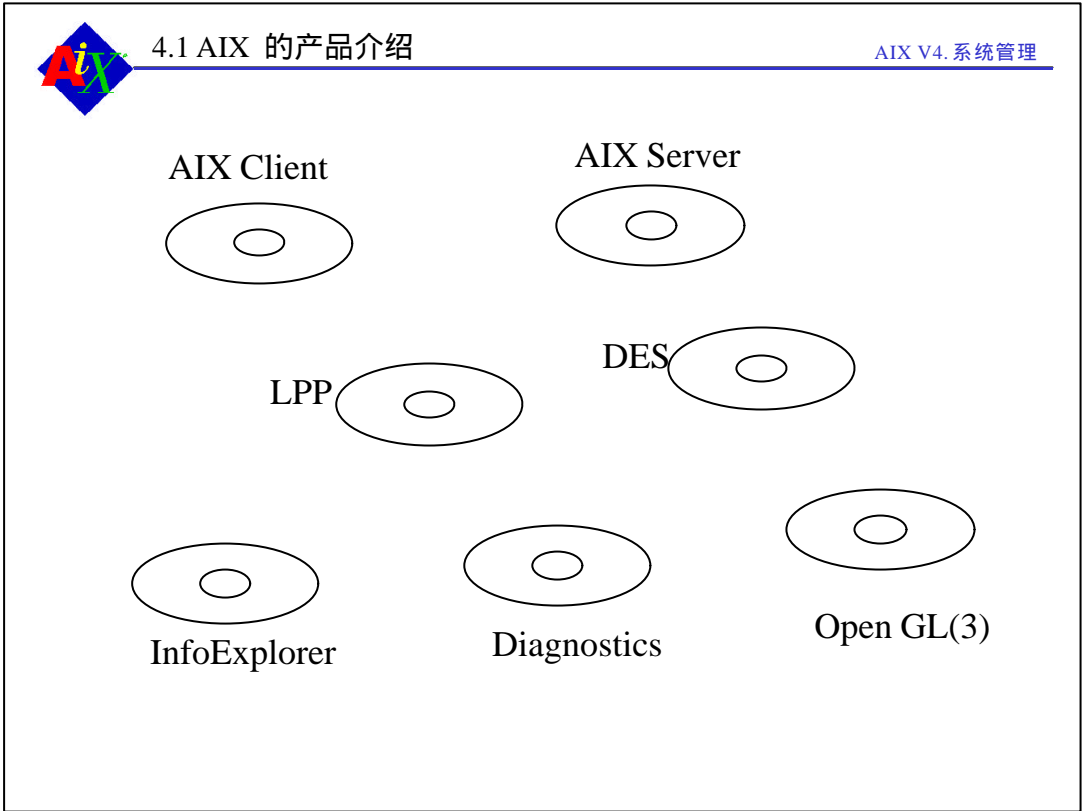 AiX
4.1 AIX 的产品介绍
AIX V4.系统管理
AIX Client
AIX Server
LPP
DES
InfoExplorer
Diagnostics
Open GL(3)